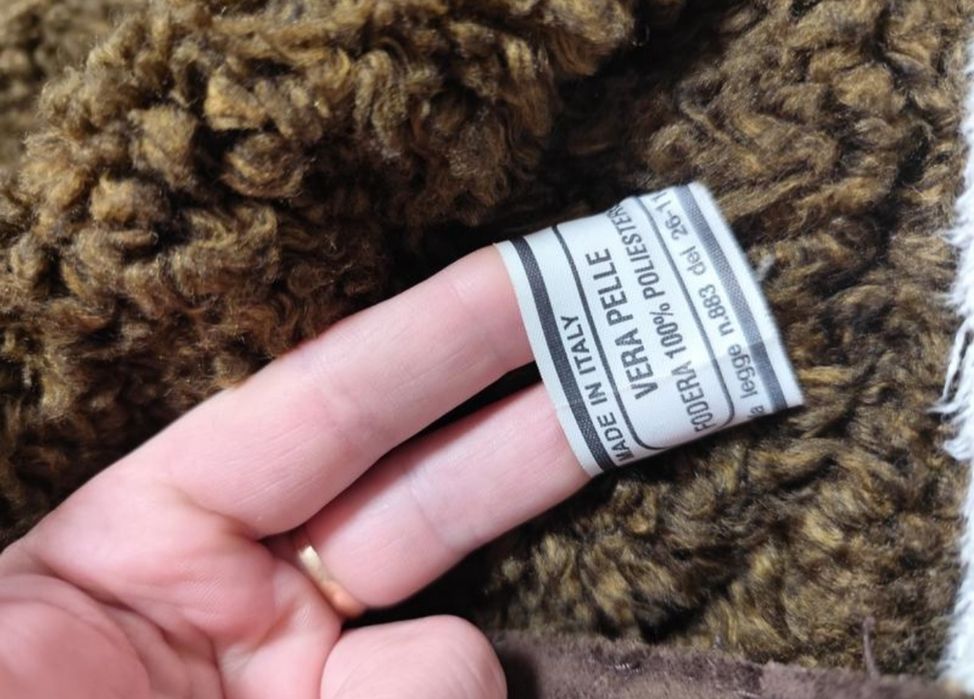 MADE IN ITALY
VERA PELLE
FODERA 100% POLIESTERE
legge n.883 del 26-11